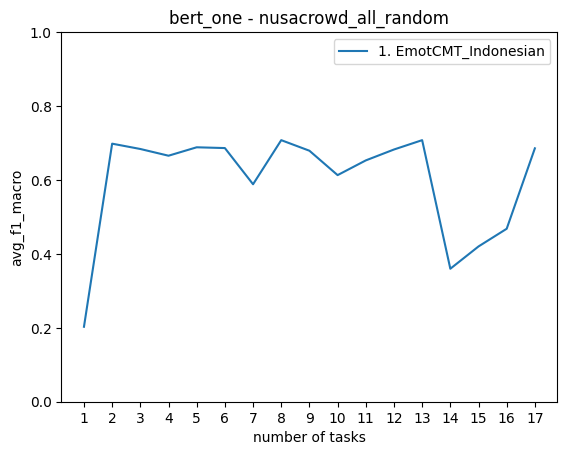 bert_one - nusacrowd_all_random
1. EmotCMT_Indonesian
avg_f1_macro
1.0
0.8
0.6
0.4
0.2
0.0
1 2 3 4 5 6 7 8 9 10 11 12 13 14 15 16 17
number of tasks